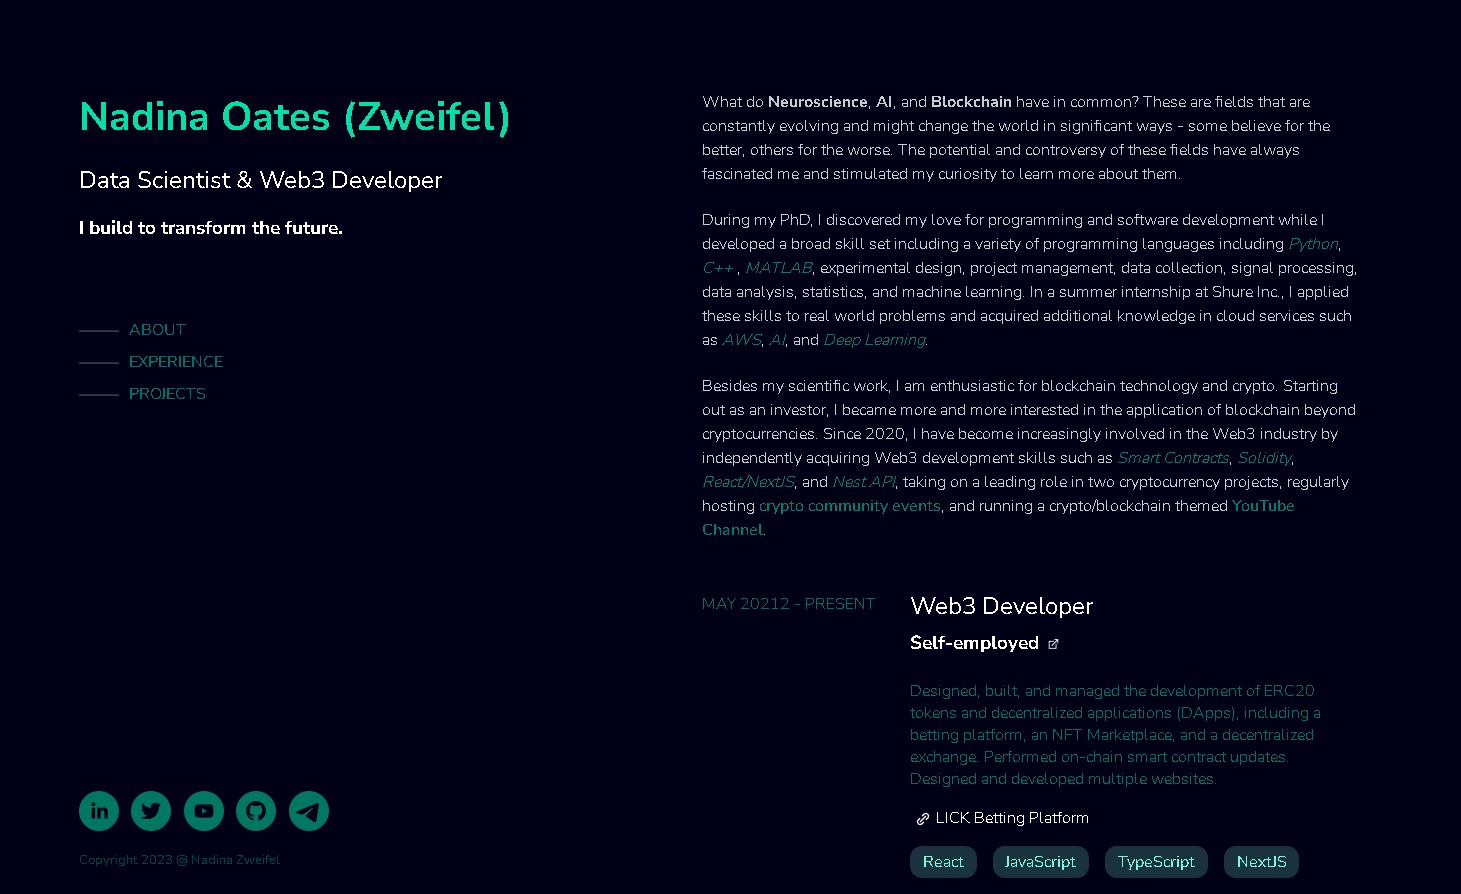 Nadina Oates (Zweifel)
Data Scientist & Web3 Developer
I build to transform the future.
ABOUT
EXPERIENCE
PROJECTS
in
Copyright 2023 @ Nadina Zweifel
What do Neuroscience, AI, and Blockchain have in common? These are fields that are
constantly evolving and might change the world in significant ways - some believe for the
better, others for the worse. The potential and controversy of these fields have always
fascinated me and stimulated my curiosity to learn more about them.
During my PhD, I discovered my love for programming and software development while I
developed a broad skill set including a variety of programming languages including Python,
C++ , MATLAB, experimental design, project management, data collection, signal processing,
data analysis, statistics, and machine learning. In a summer internship at Shure Inc., I applied
these skills to real world problems and acquired additional knowledge in cloud services such
as AWS, AI, and Deep Learning.
Besides my scientific work, I am enthusiastic for blockchain technology and crypto. Starting
out as an investor, I became more and more interested in the application of blockchain beyond
cryptocurrencies. Since 2020, I have become increasingly involved in the Web3 industry by
independently acquiring Web3 development skills such as Smart Contracts, Solidity,
React/NextJS, and Nest API, taking on a leading role in two cryptocurrency projects, regularly
hosting crypto community events, and running a crypto/blockchain themed YouTube
Channel.
MAY 20212 - PRESENT
Web3 Developer
Self-employed
Designed, built, and managed the development of ERC20
tokens and decentralized applications (DApps), including a
betting platform, an NFT Marketplace, and a decentralized
exchange. Performed on-chain smart contract updates.
Designed and developed multiple websites.
LICK Betting Platform
React JavaScript TypeScript NextJS